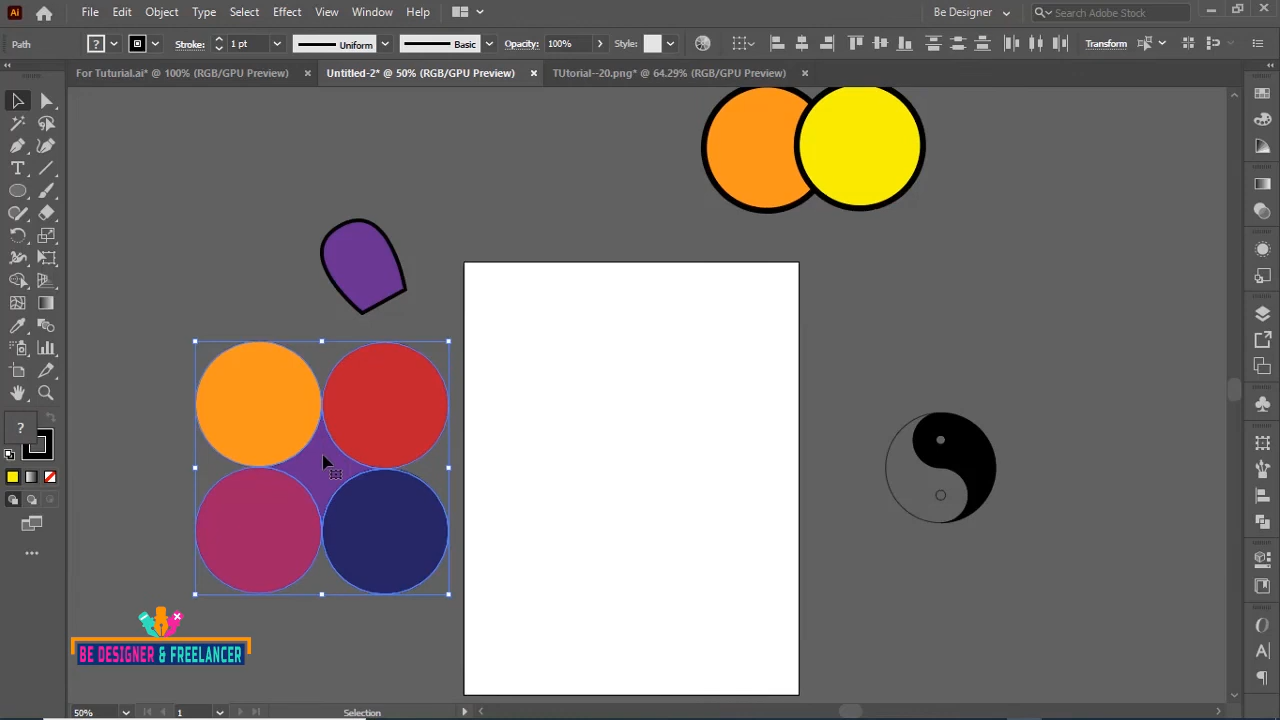 Ai File Edit Object Type Select Effect View Window Help Be Designer Search Adobe Stock
Path ? Stroke: 1 pt Uniform Basic Opacity: 100% Style: Transform
For Tuturial.ai* @ 100% (RGB/GPU Preview) × Untitled-2* @ 50% (RGB/GPU Preview) × TUtorial--20.png* @ 64.29% (RGB/GPU Preview) ×
?
BE DESIGNER & FREELANCER
50% 1 Selection